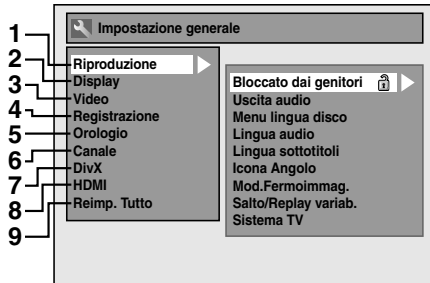 Impostazione generale
1 Riproduzione
2 Display
3 Video
4 Registrazione
5 Orologio
6 Canale
7 DivX
8 HDMI
9 Reimp. Tutto
Bloccato dai genitori
Uscita audio
Menu lingua disco
Lingua audio
Lingua sottotitoli
Icona Angolo
Mod.Fermoimmag.
Salto/Replay variab.
Sistema TV